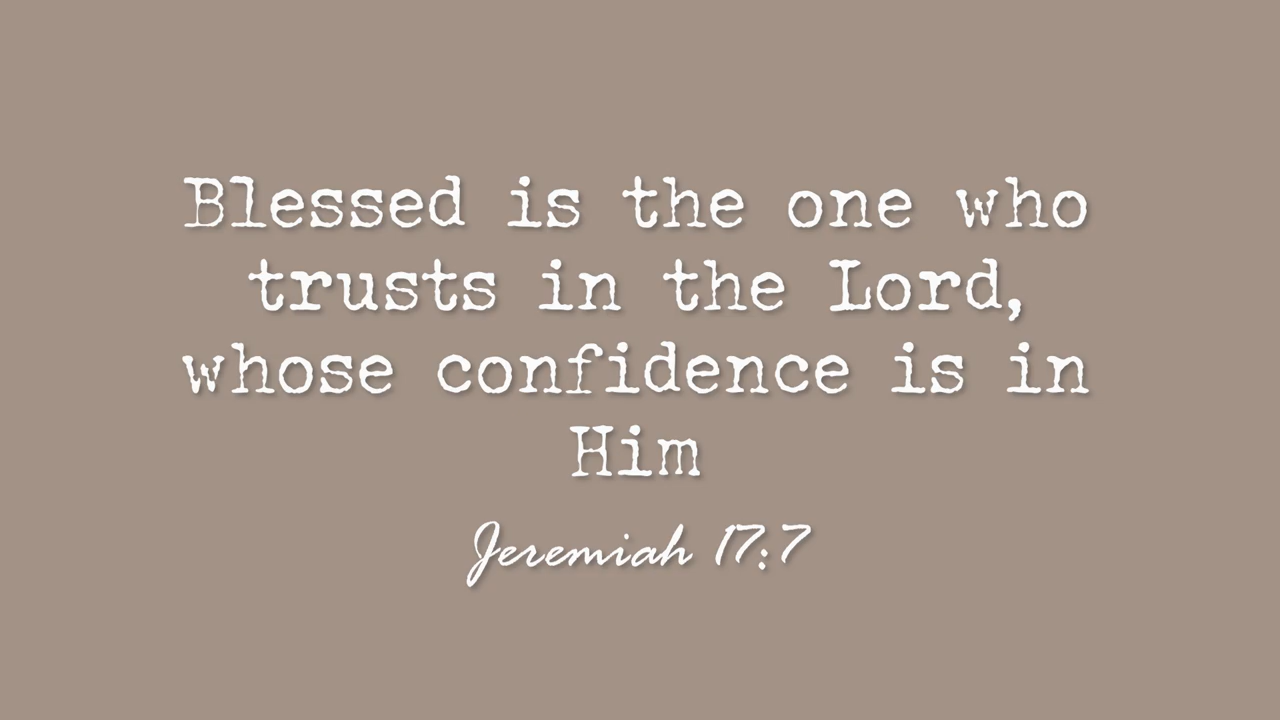 Blessed is the one who
trusts in the Lord,
whose confidence is in
Him
Jeremiah 17:7